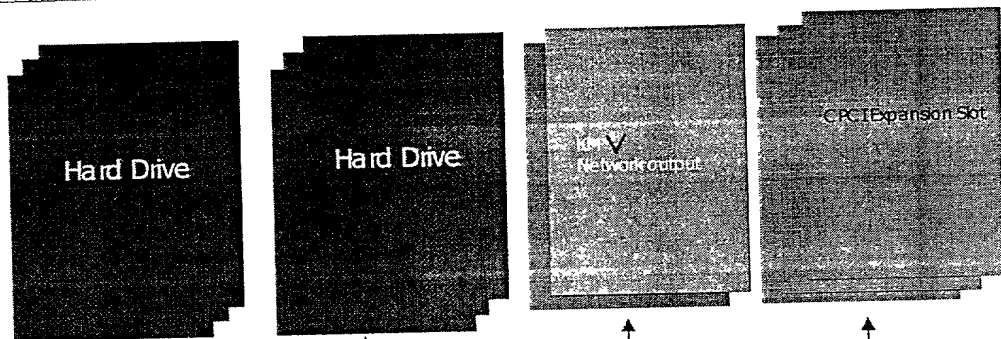 Hard Drive
Hard Drive
KM V
Network output
CPCI Expansion Slot